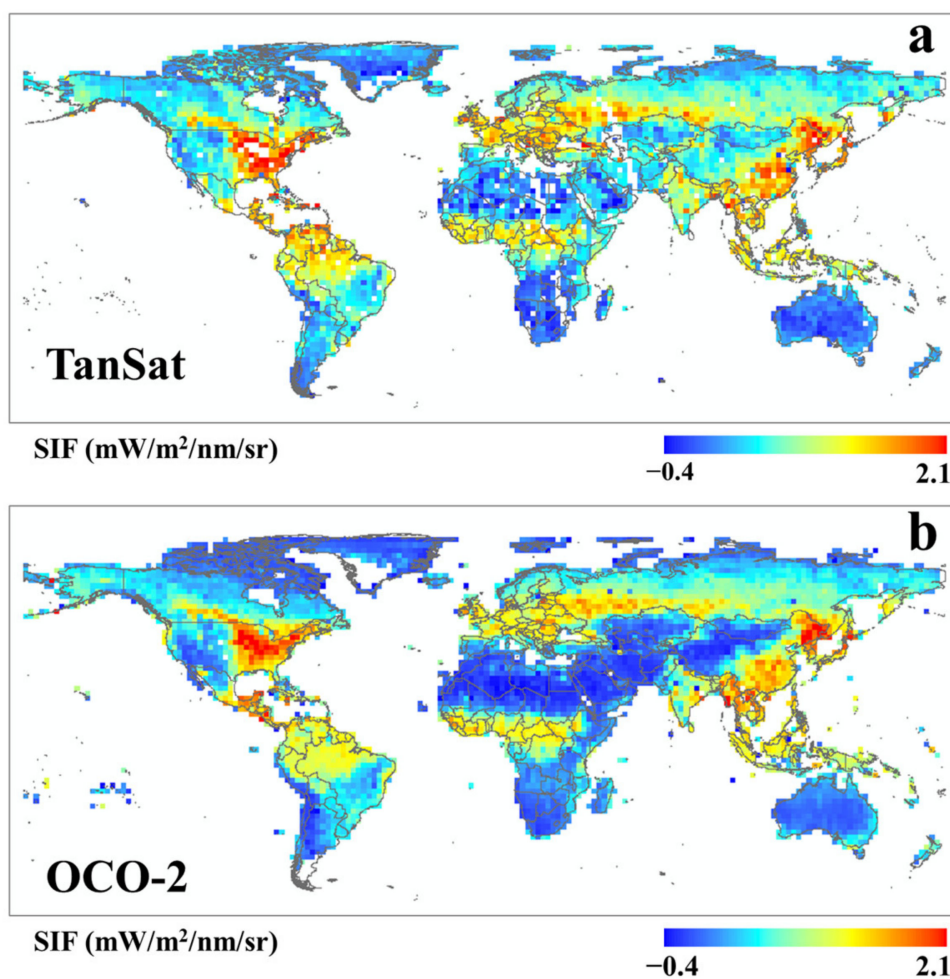 a
TanSat
SIF (mW/m²/nm/sr)
−0.4
2.1
b
OCO-2
SIF (mW/m²/nm/sr)
−0.4
2.1